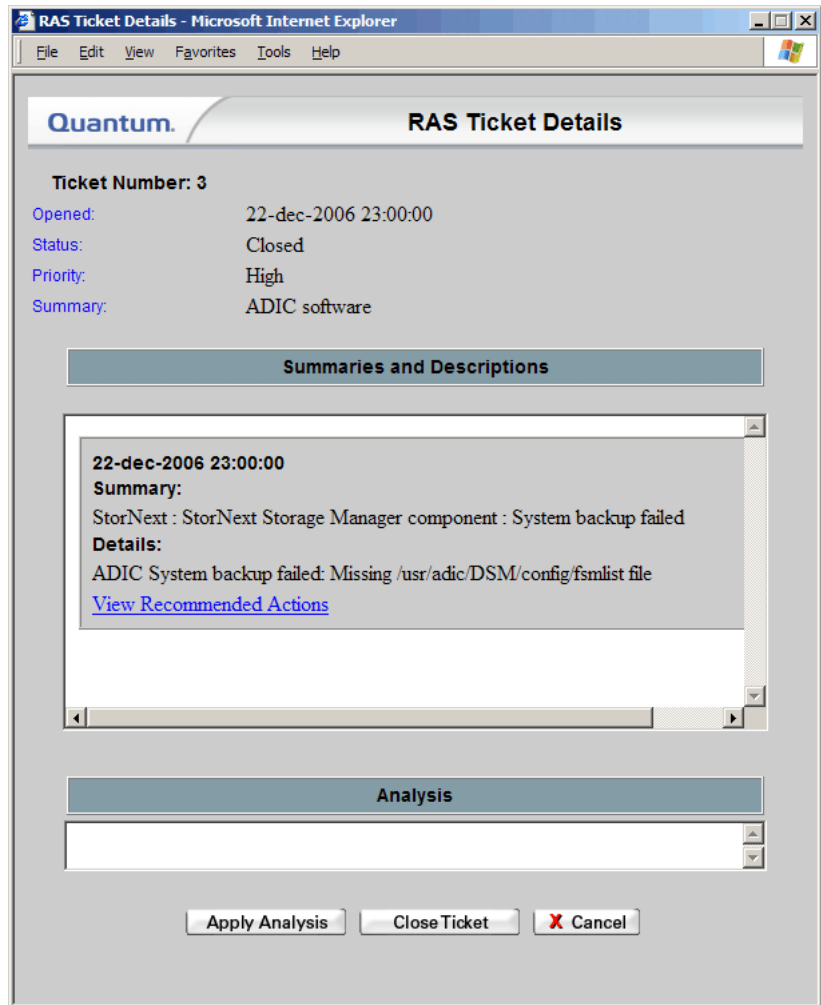 RAS Ticket Details - Microsoft Internet Explorer
File Edit View Favorites Tools Help
Quantum. RAS Ticket Details
Ticket Number: 3
Opened: 22-dec-2006 23:00:00
Status: Closed
Priority: High
Summary: ADIC software
Summaries and Descriptions
22-dec-2006 23:00:00
Summary:
StorNext : StorNext Storage Manager component : System backup failed
Details:
ADIC System backup failed: Missing /usr/adic/DSM/config/fsmlist file
View Recommended Actions
Analysis
Apply Analysis Close Ticket X Cancel